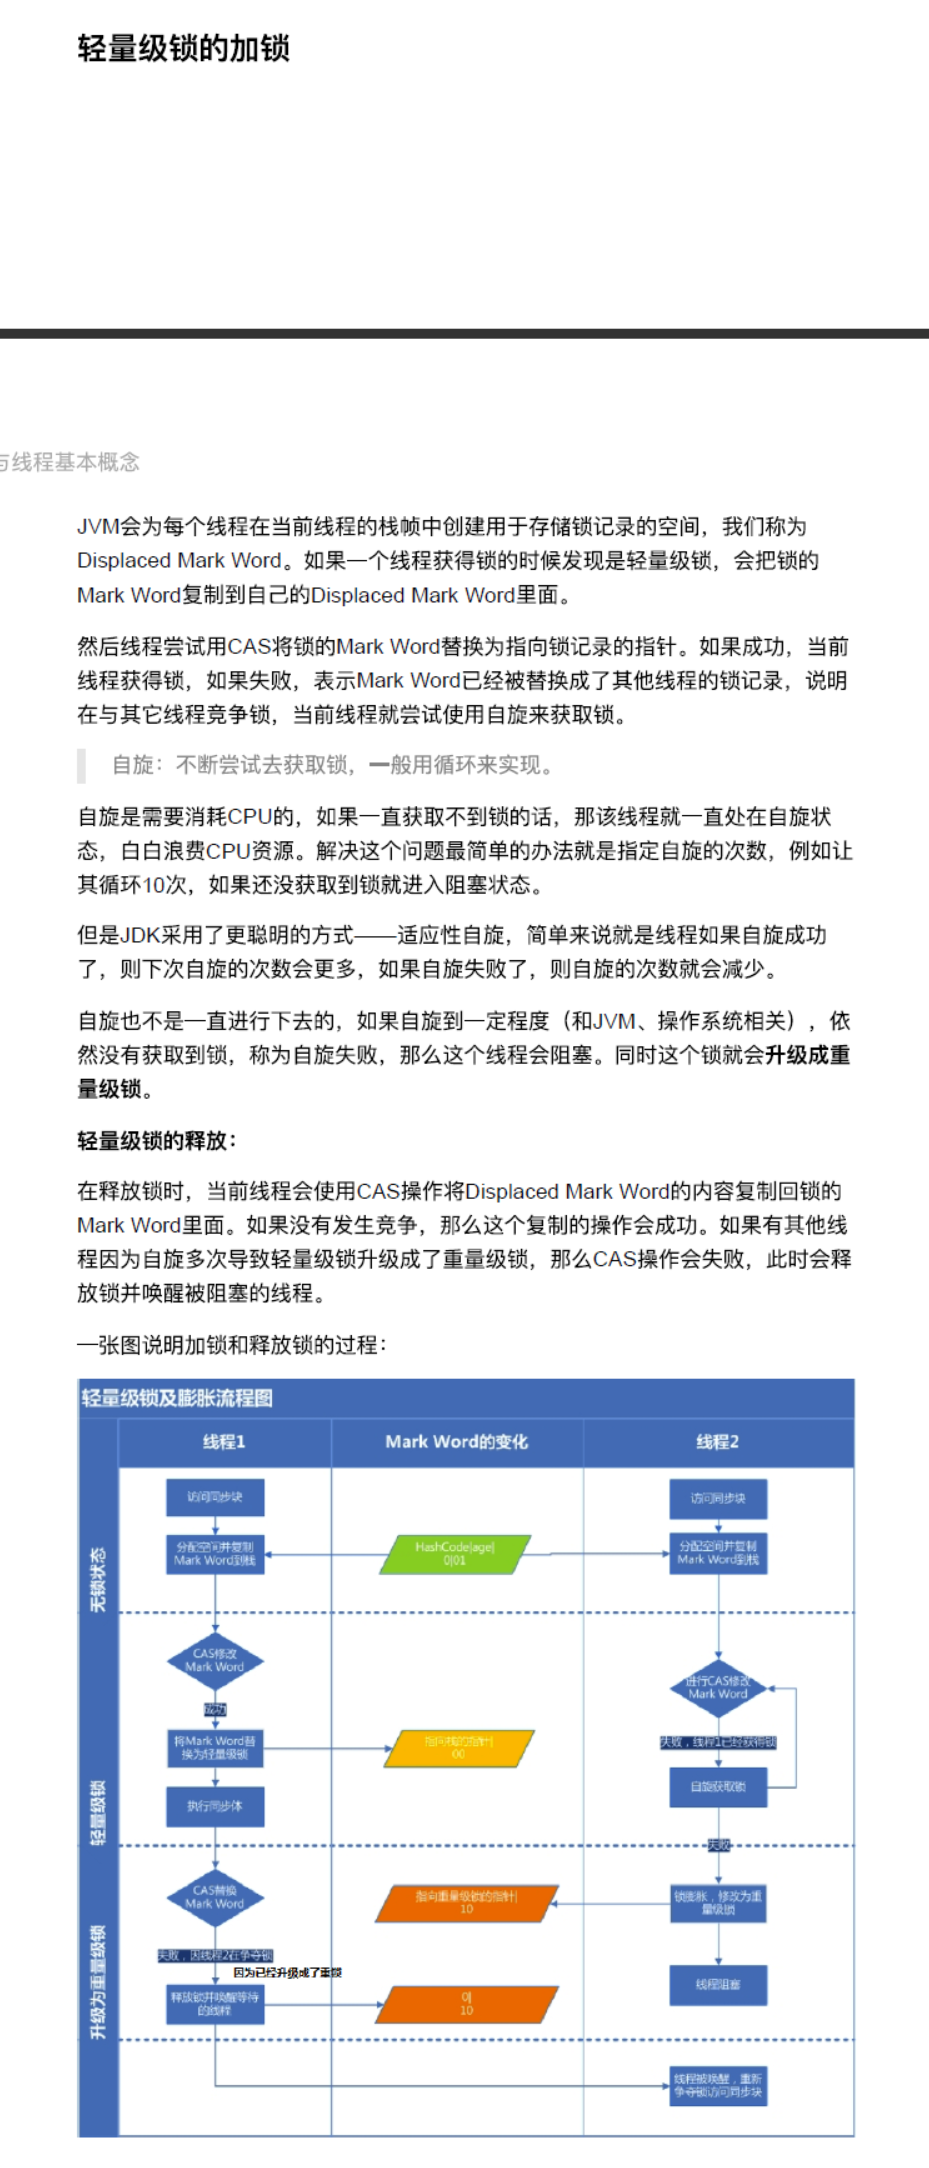 轻量级锁的加锁
与线程基本概念
JVM会为每个线程在当前线程的栈帧中创建用于存储锁记录的空间，我们称为
Displaced Mark Word。如果一个线程获得锁的时候发现是轻量级锁，会把锁的
Mark Word复制到自己的Displaced Mark Word里面。
然后线程尝试用CAS将锁的Mark Word替换为指向锁记录的指针。如果成功，当前
线程获得锁，如果失败，表示Mark Word已经被替换成了其他线程的锁记录，说明
在与其它线程竞争锁，当前线程就尝试使用自旋来获取锁。
自旋：不断尝试去获取锁，一般用循环来实现。
自旋是需要消耗CPU的，如果一直获取不到锁的话，那该线程就一直处在自旋状
态，白白浪费CPU资源。解决这个问题最简单的办法就是指定自旋的次数，例如让
其循环10次，如果还没获取到锁就进入阻塞状态。
但是JDK采用了更聪明的方式——适应性自旋，简单来说就是线程如果自旋成功
了，则下次自旋的次数会更多，如果自旋失败了，则自旋的次数就会减少。
自旋也不是一直进行下去的，如果自旋到一定程度（和JVM、操作系统相关），依
然没有获取到锁，称为自旋失败，那么这个线程会阻塞。同时这个锁就会升级成重
量级锁。
轻量级锁的释放：
在释放锁时，当前线程会使用CAS操作将Displaced Mark Word的内容复制回锁的
Mark Word里面。如果没有发生竞争，那么这个复制的操作会成功。如果有其他线
程因为自旋多次导致轻量级锁升级成了重量级锁，那么CAS操作会失败，此时会释
放锁并唤醒被阻塞的线程。
一张图说明加锁和释放锁的过程：
轻量级锁及膨胀流程图
线程1
Mark Word的变化
线程2
无锁状态
访问同步块
访问同步块
分配空间并复制
Mark Word到栈
HashCode|age|
0|01
分配空间并复制
Mark Word到栈
轻量级锁
CAS修改
Mark Word
进行CAS修改
Mark Word
成功
将Mark Word替
换为轻量级锁
指向栈的指针|
00
失败，线程1已经获得锁
执行同步体
自旋获取锁
失败
升级为重量级锁
CAS替换
Mark Word
指向重量级锁的指针|
10
锁膨胀，修改为重
量级锁
失败，因线程2在争夺锁
因为已经升级成了重锁
释放锁并唤醒等待
的线程
0|
10
线程阻塞
线程被唤醒，重新
争夺锁访问同步块